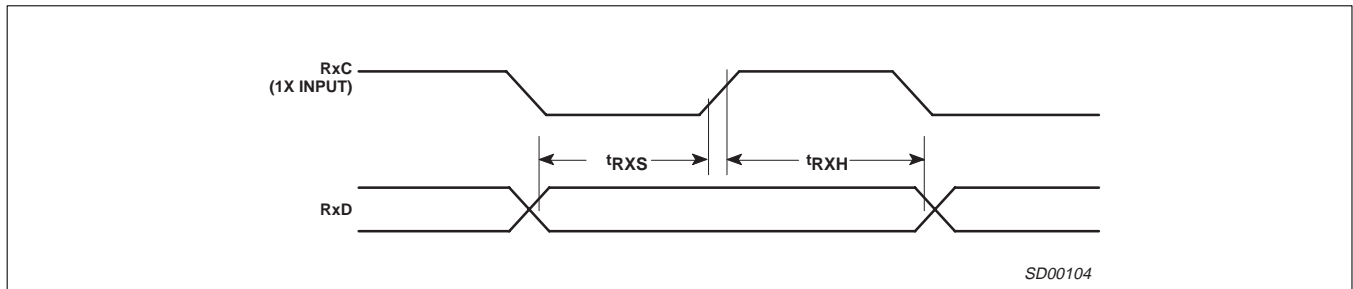 RxC
(1X INPUT)
tRXS
tRXH
RxD
SD00104